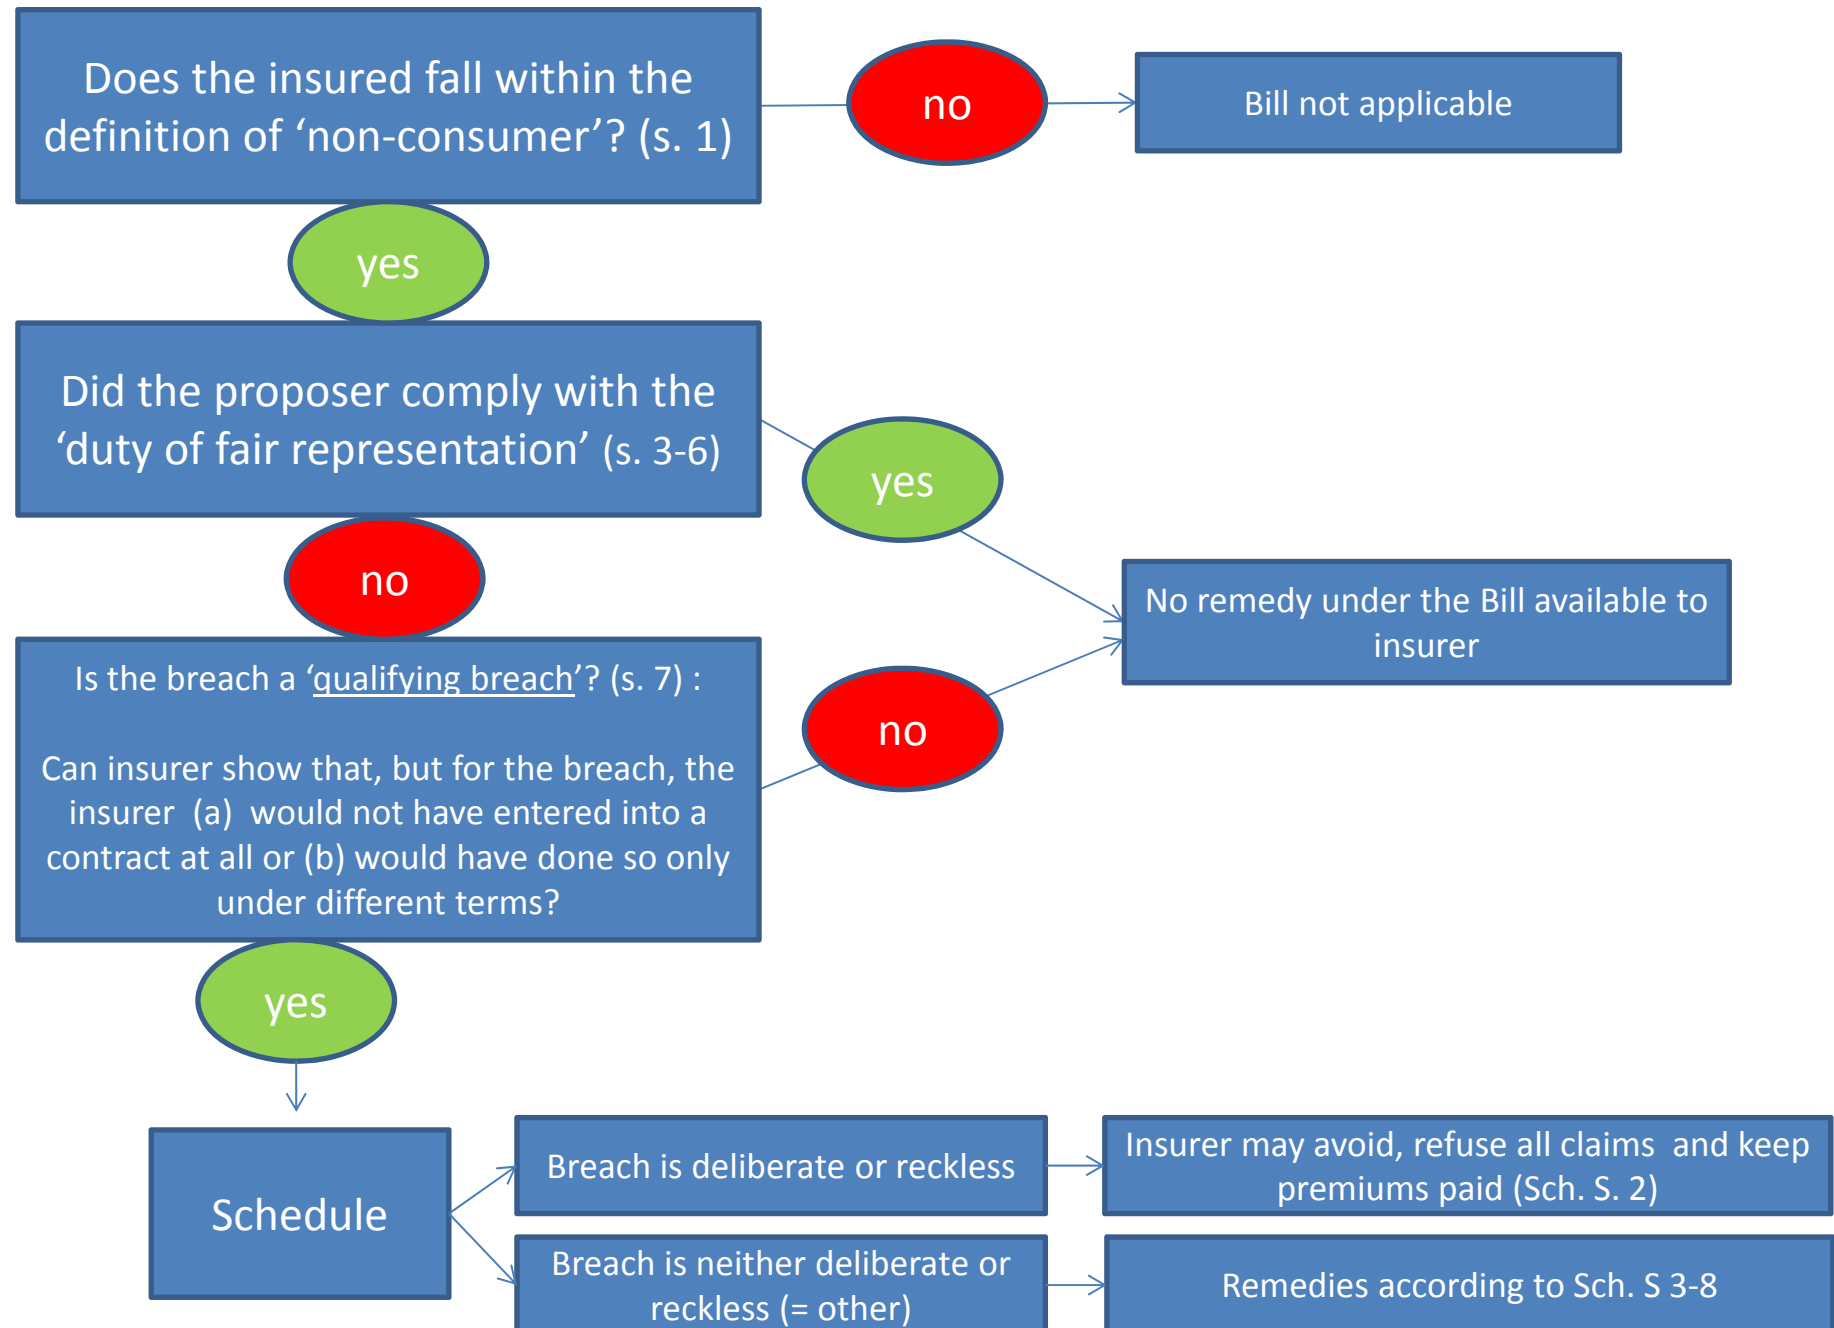 Does the insured fall within the
definition of ‘non-consumer’? (s. 1)
no
Bill not applicable
yes
Did the proposer comply with the
‘duty of fair representation’ (s. 3-6)
yes
no
No remedy under the Bill available to
insurer
Is the breach a ‘qualifying breach’? (s. 7) :
Can insurer show that, but for the breach, the
insurer (a) would not have entered into a
contract at all or (b) would have done so only
under different terms?
no
yes
Schedule
Breach is deliberate or reckless
Insurer may avoid, refuse all claims and keep
premiums paid (Sch. S. 2)
Breach is neither deliberate or
reckless (= other)
Remedies according to Sch. S 3-8